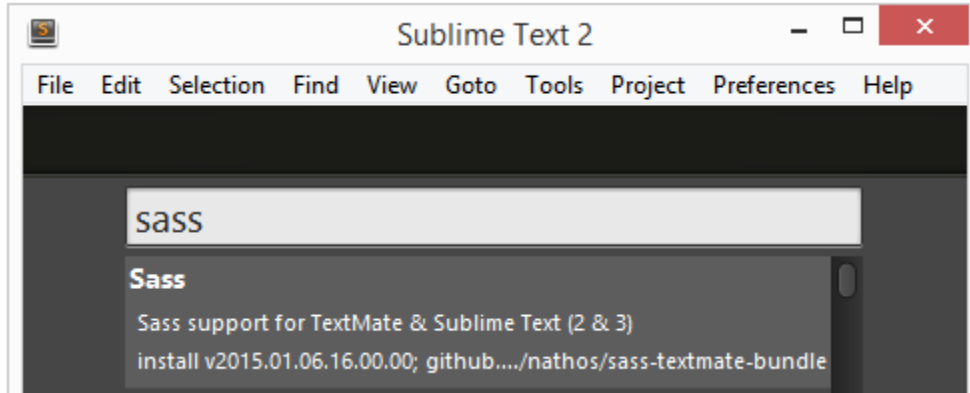 Sublime Text 2
File Edit Selection Find View Goto Tools Project Preferences Help
sass
Sass
Sass support for TextMate & Sublime Text (2 & 3)
install v2015.01.06.16.00.00; github..../nathos/sass-textmate-bundle